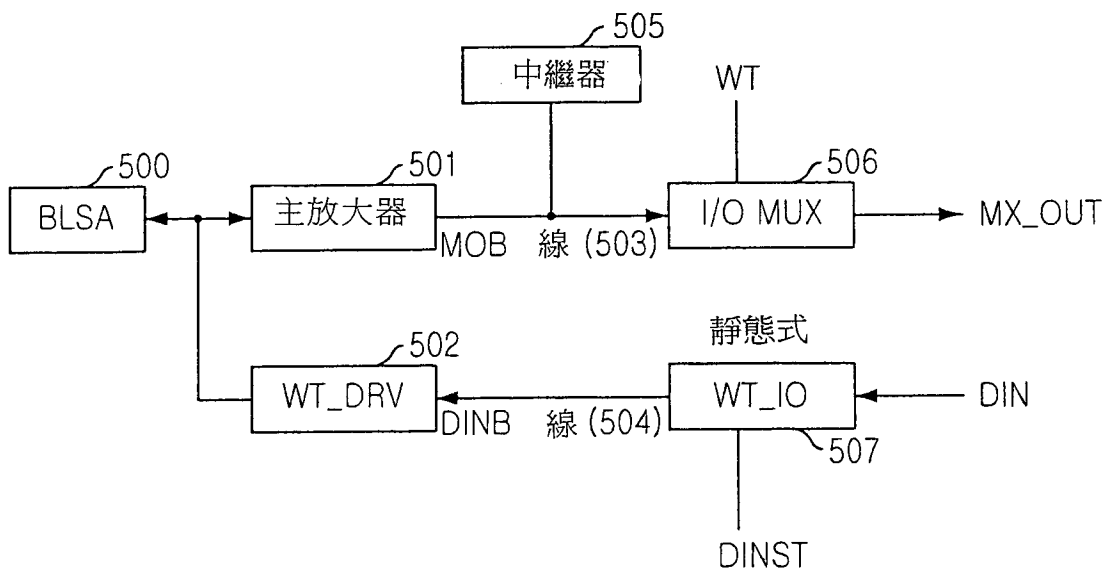 505
中繼器
WT
500
501
506
BLSA
主放大器
I/O MUX
MX_OUT
MOB 線 (503)
靜態式
502
WT_DRV
WT_IO
DIN
DINB 線 (504)
507
DINST